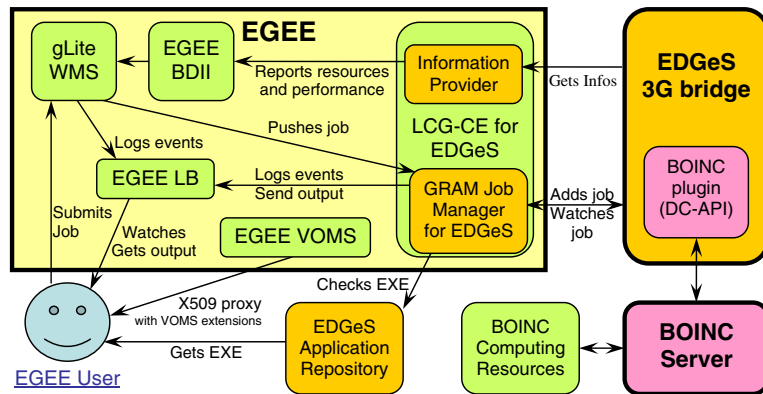 EGEE
gLite
WMS
EGEE
BDII
Reports resources
and performance
Information
Provider
Gets Infos
EDGeS
3G bridge
Logs events
Pushes job
LCG-CE for
EDGeS
EGEE LB
Logs events
Send output
GRAM Job
Manager
for EDGeS
Adds job
Watches
job
BOINC
plugin
(DC-API)
Submits
Job
Watches
Gets output
EGEE VOMS
Checks EXE
X509 proxy
with VOMS extensions
Gets EXE
EGEE User
EDGeS
Application
Repository
BOINC
Computing
Resources
BOINC
Server